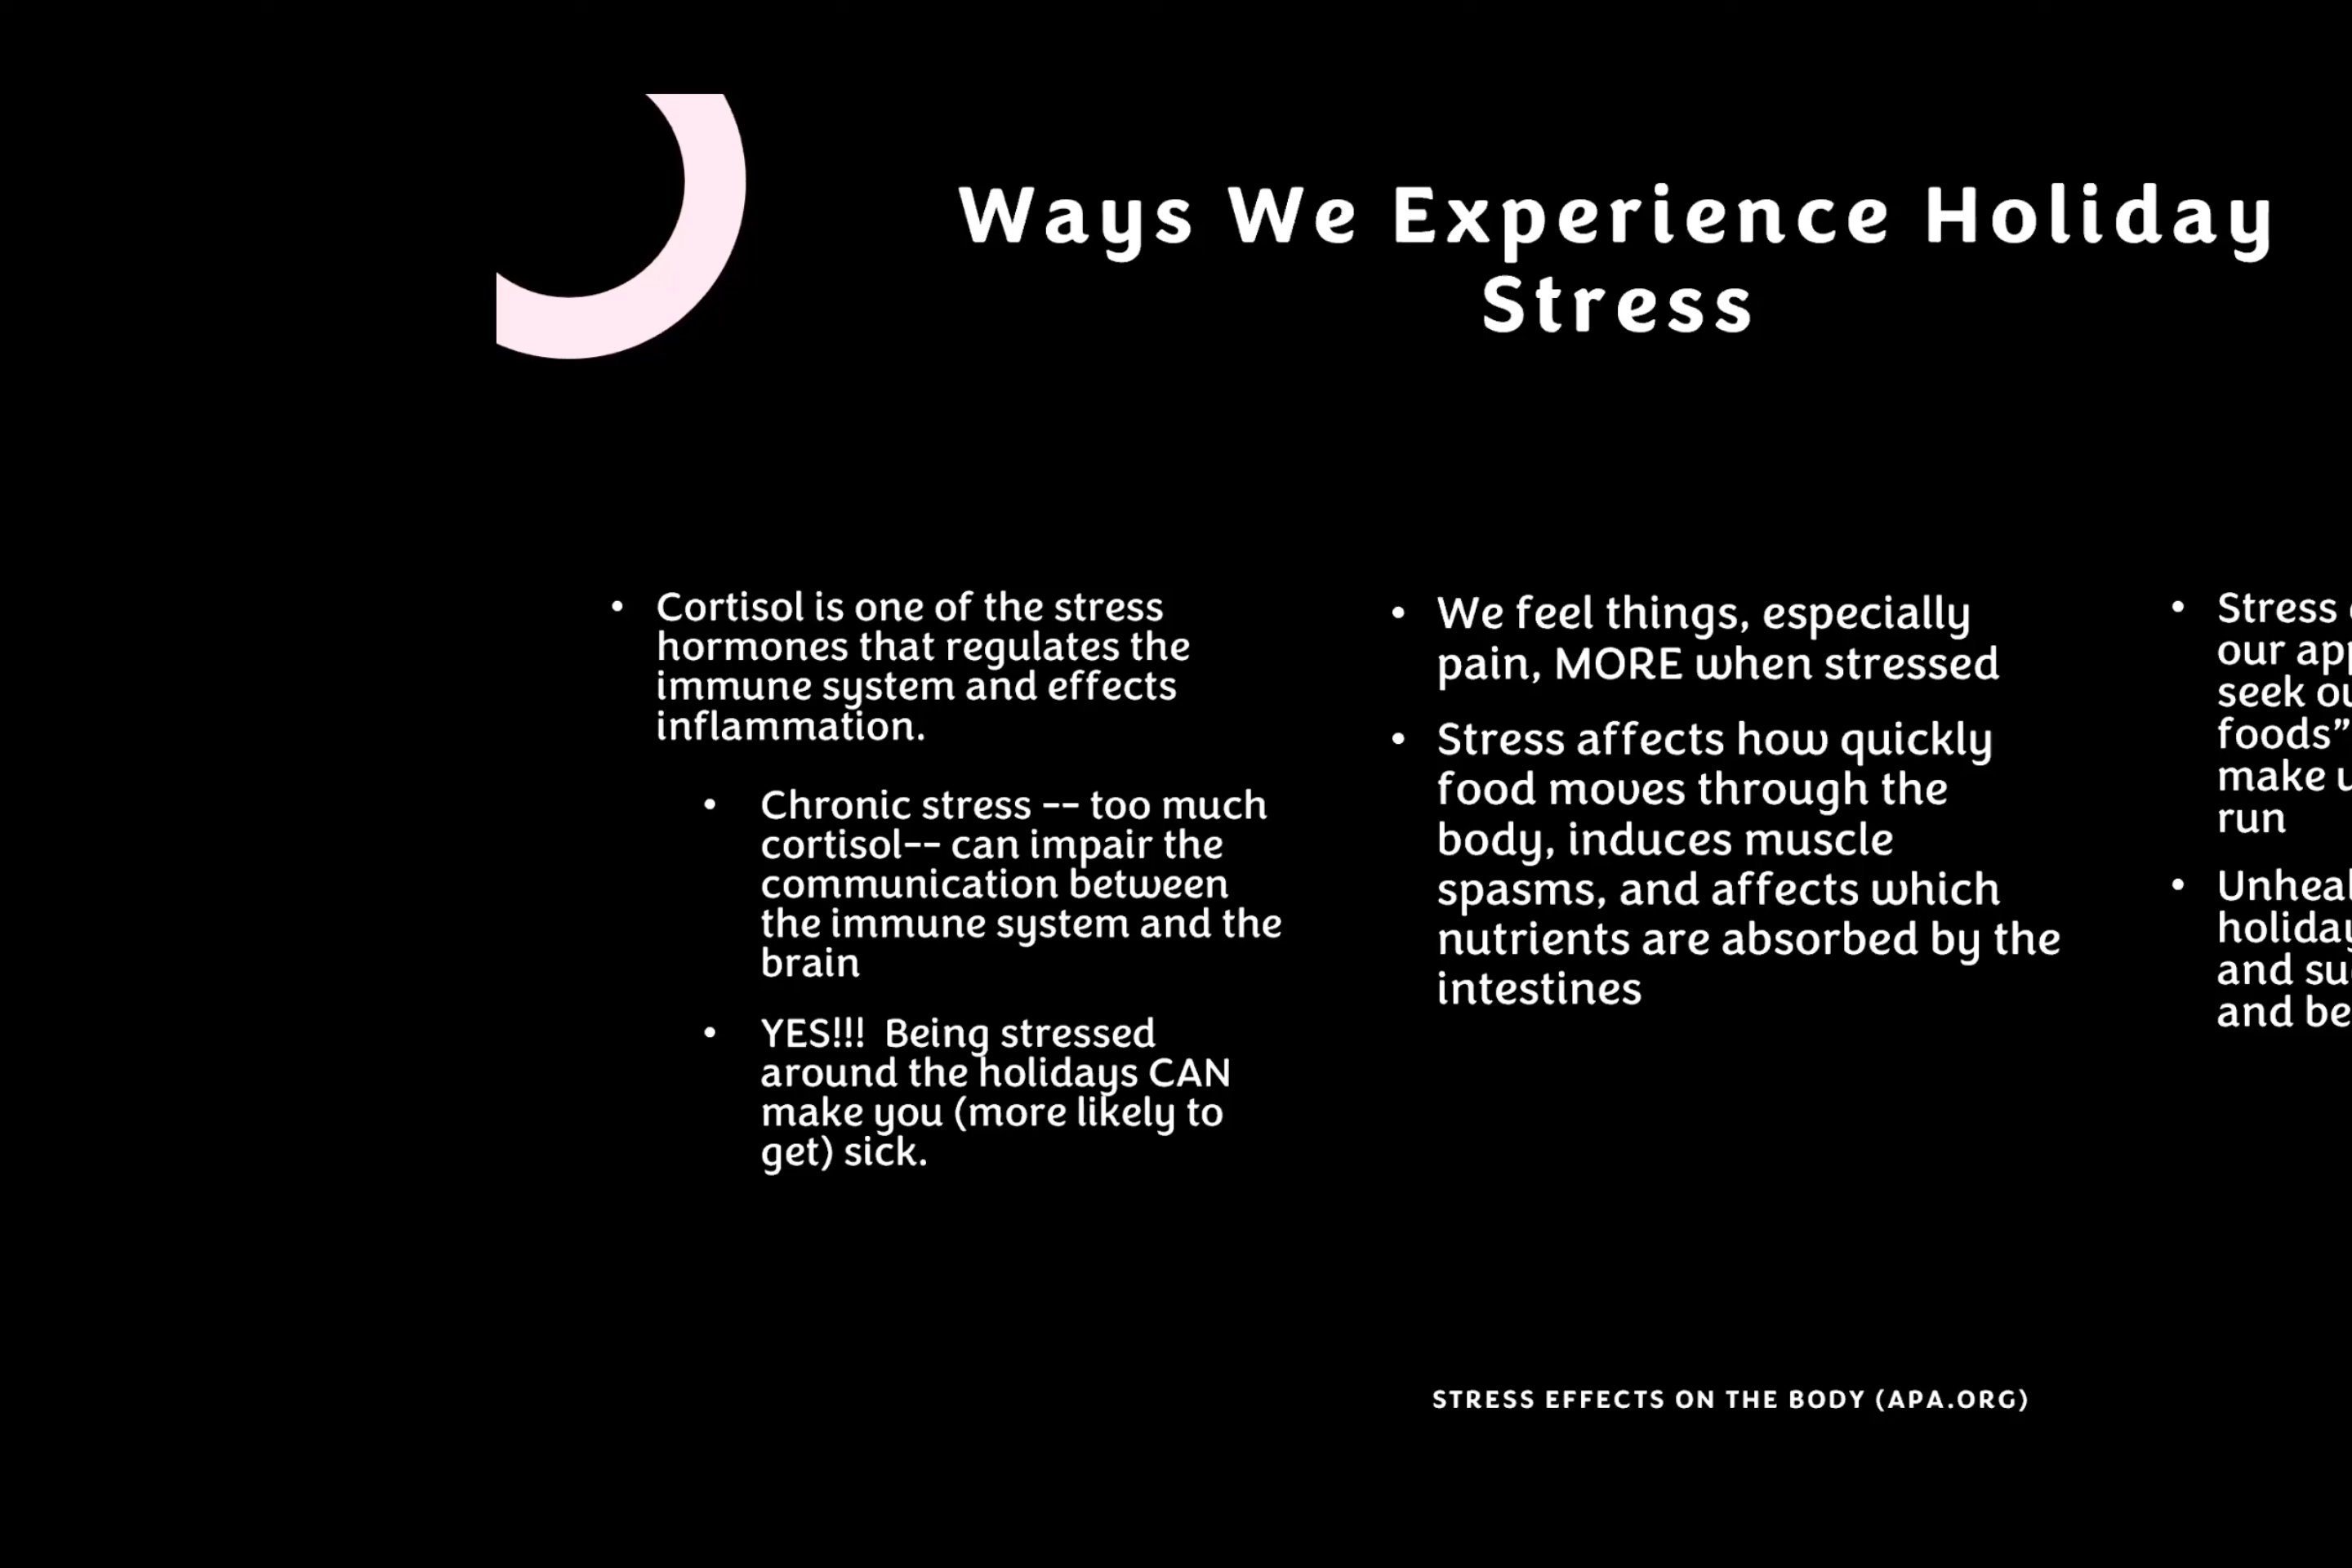 Ways We Experience Holiday
Stress
• Cortisol is one of the stress
hormones that regulates the
immune system and effects
inflammation.
• Chronic stress -- too much
cortisol-- can impair the
communication between
the immune system and the
brain
• YES!!! Being stressed
around the holidays CAN
make you (more likely to
get) sick.
• We feel things, especially
pain, MORE when stressed
• Stress affects how quickly
food moves through the
body, induces muscle
spasms, and affects which
nutrients are absorbed by the
intestines
• Stress
our
seek
foods”
make
run
•
and
and
STRESS EFFECTS ON THE BODY (APA.ORG)